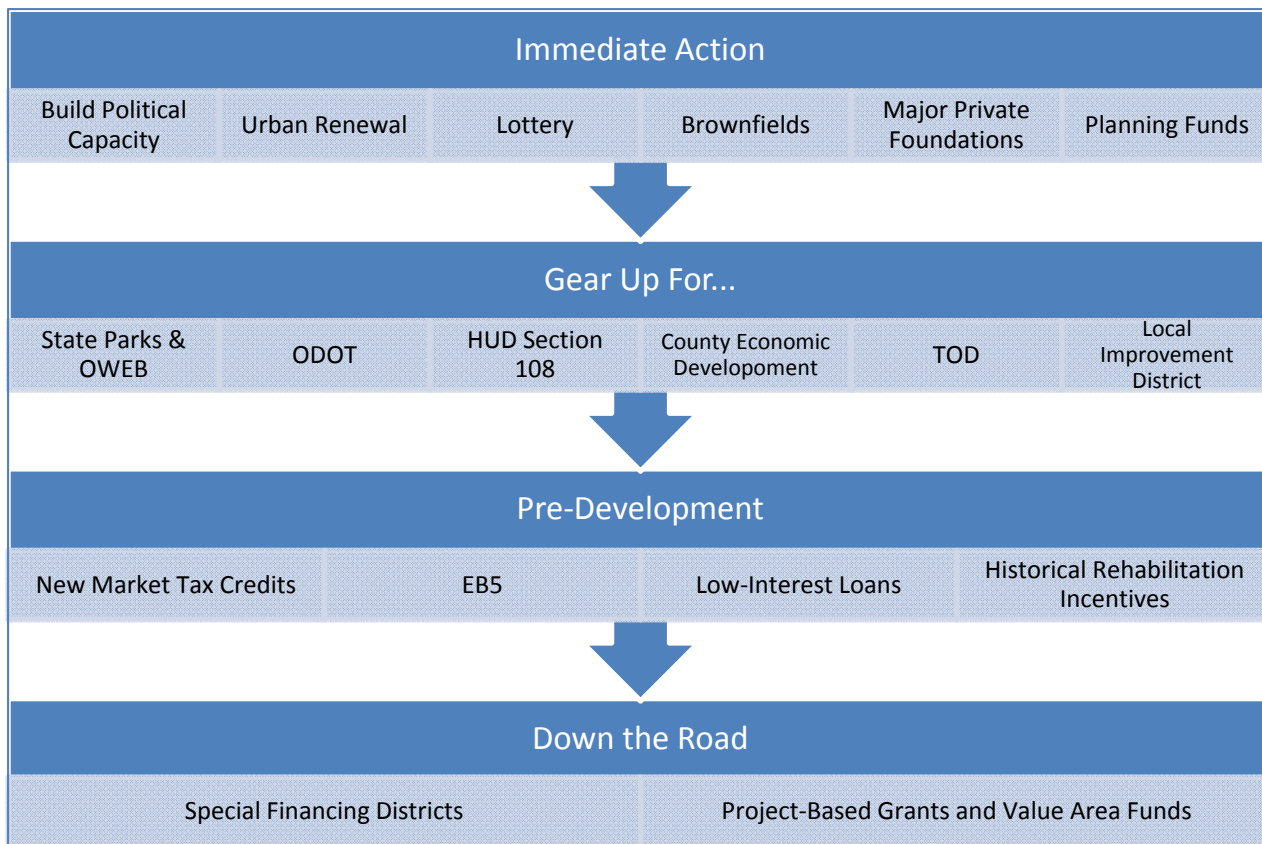 Immediate Action
Build Political
Capacity
Urban Renewal
Lottery
Brownfields
Major Private
Foundations
Planning Funds
Gear Up For...
State Parks &
OWEB
ODOT
HUD Section
108
County Economic
Developoment
TOD
Local
Improvement
District
Pre-Development
New Market Tax Credits
EB5
Low-Interest Loans
Historical Rehabilitation
Incentives
Down the Road
Special Financing Districts
Project-Based Grants and Value Area Funds